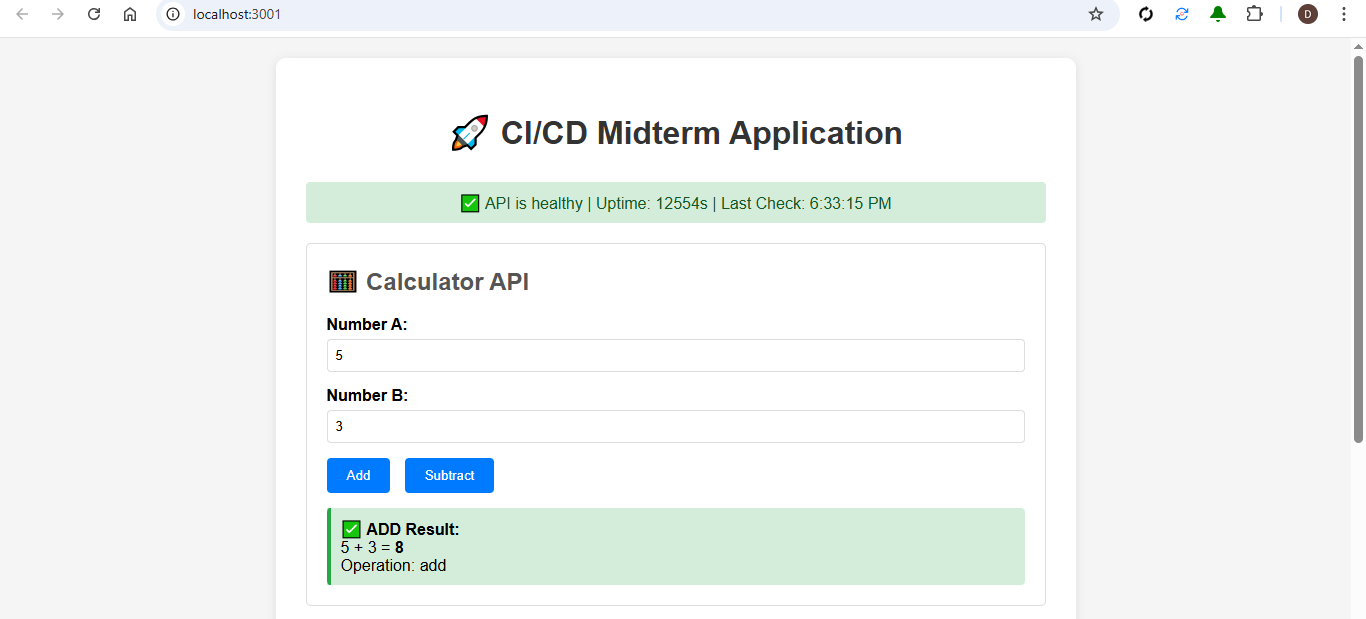 localhost:3001
D
🚀 CI/CD Midterm Application
✅ API is healthy | Uptime: 12554s | Last Check: 6:33:15 PM
🧮 Calculator API
Number A:
5
Number B:
3
Add Subtract
✅ ADD Result:
5 + 3 = 8
Operation: add